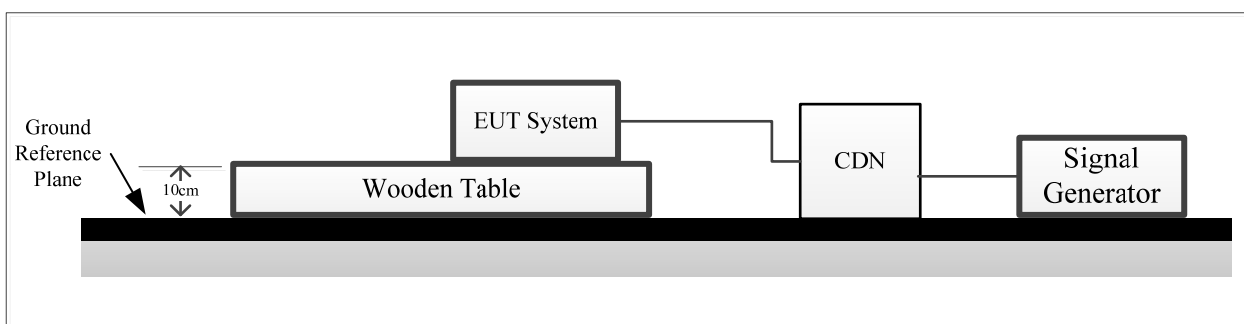 Ground
Reference
Plane
10cm
EUT System
Wooden Table
CDN
Signal
Generator